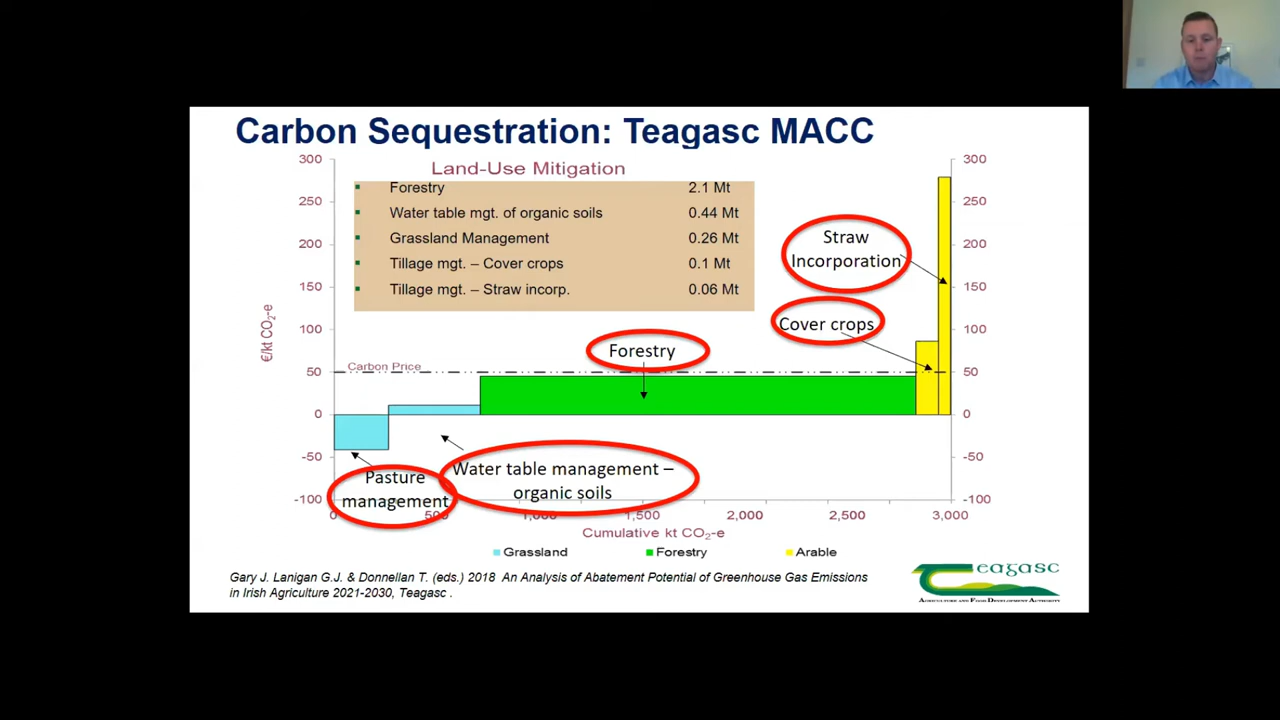 Carbon Sequestration: Teagasc MACC
Land-Use Mitigation
Forestry 2.1 Mt
Water table mgt. of organic soils 0.44 Mt
Grassland Management 0.26 Mt
Tillage mgt. – Cover crops 0.1 Mt
Tillage mgt. – Straw incorp. 0.06 Mt
300
250
200
150
100
50
0
-50
-100
€/kt CO2-e
300
250
200
150
100
50
0
-50
-100
Carbon Price
Straw
Incorporation
Cover crops
Forestry
Pasture
management
Water table management –
organic soils
0 500 1,000 1,500 2,000 2,500 3,000
Cumulative kt CO2-e
Grassland Forestry Arable
Gary J. Lanigan G.J. & Donnellan T. (eds.) 2018 An Analysis of Abatement Potential of Greenhouse Gas Emissions
in Irish Agriculture 2021-2030, Teagasc .
Teagasc
Agriculture and Food Development Authority